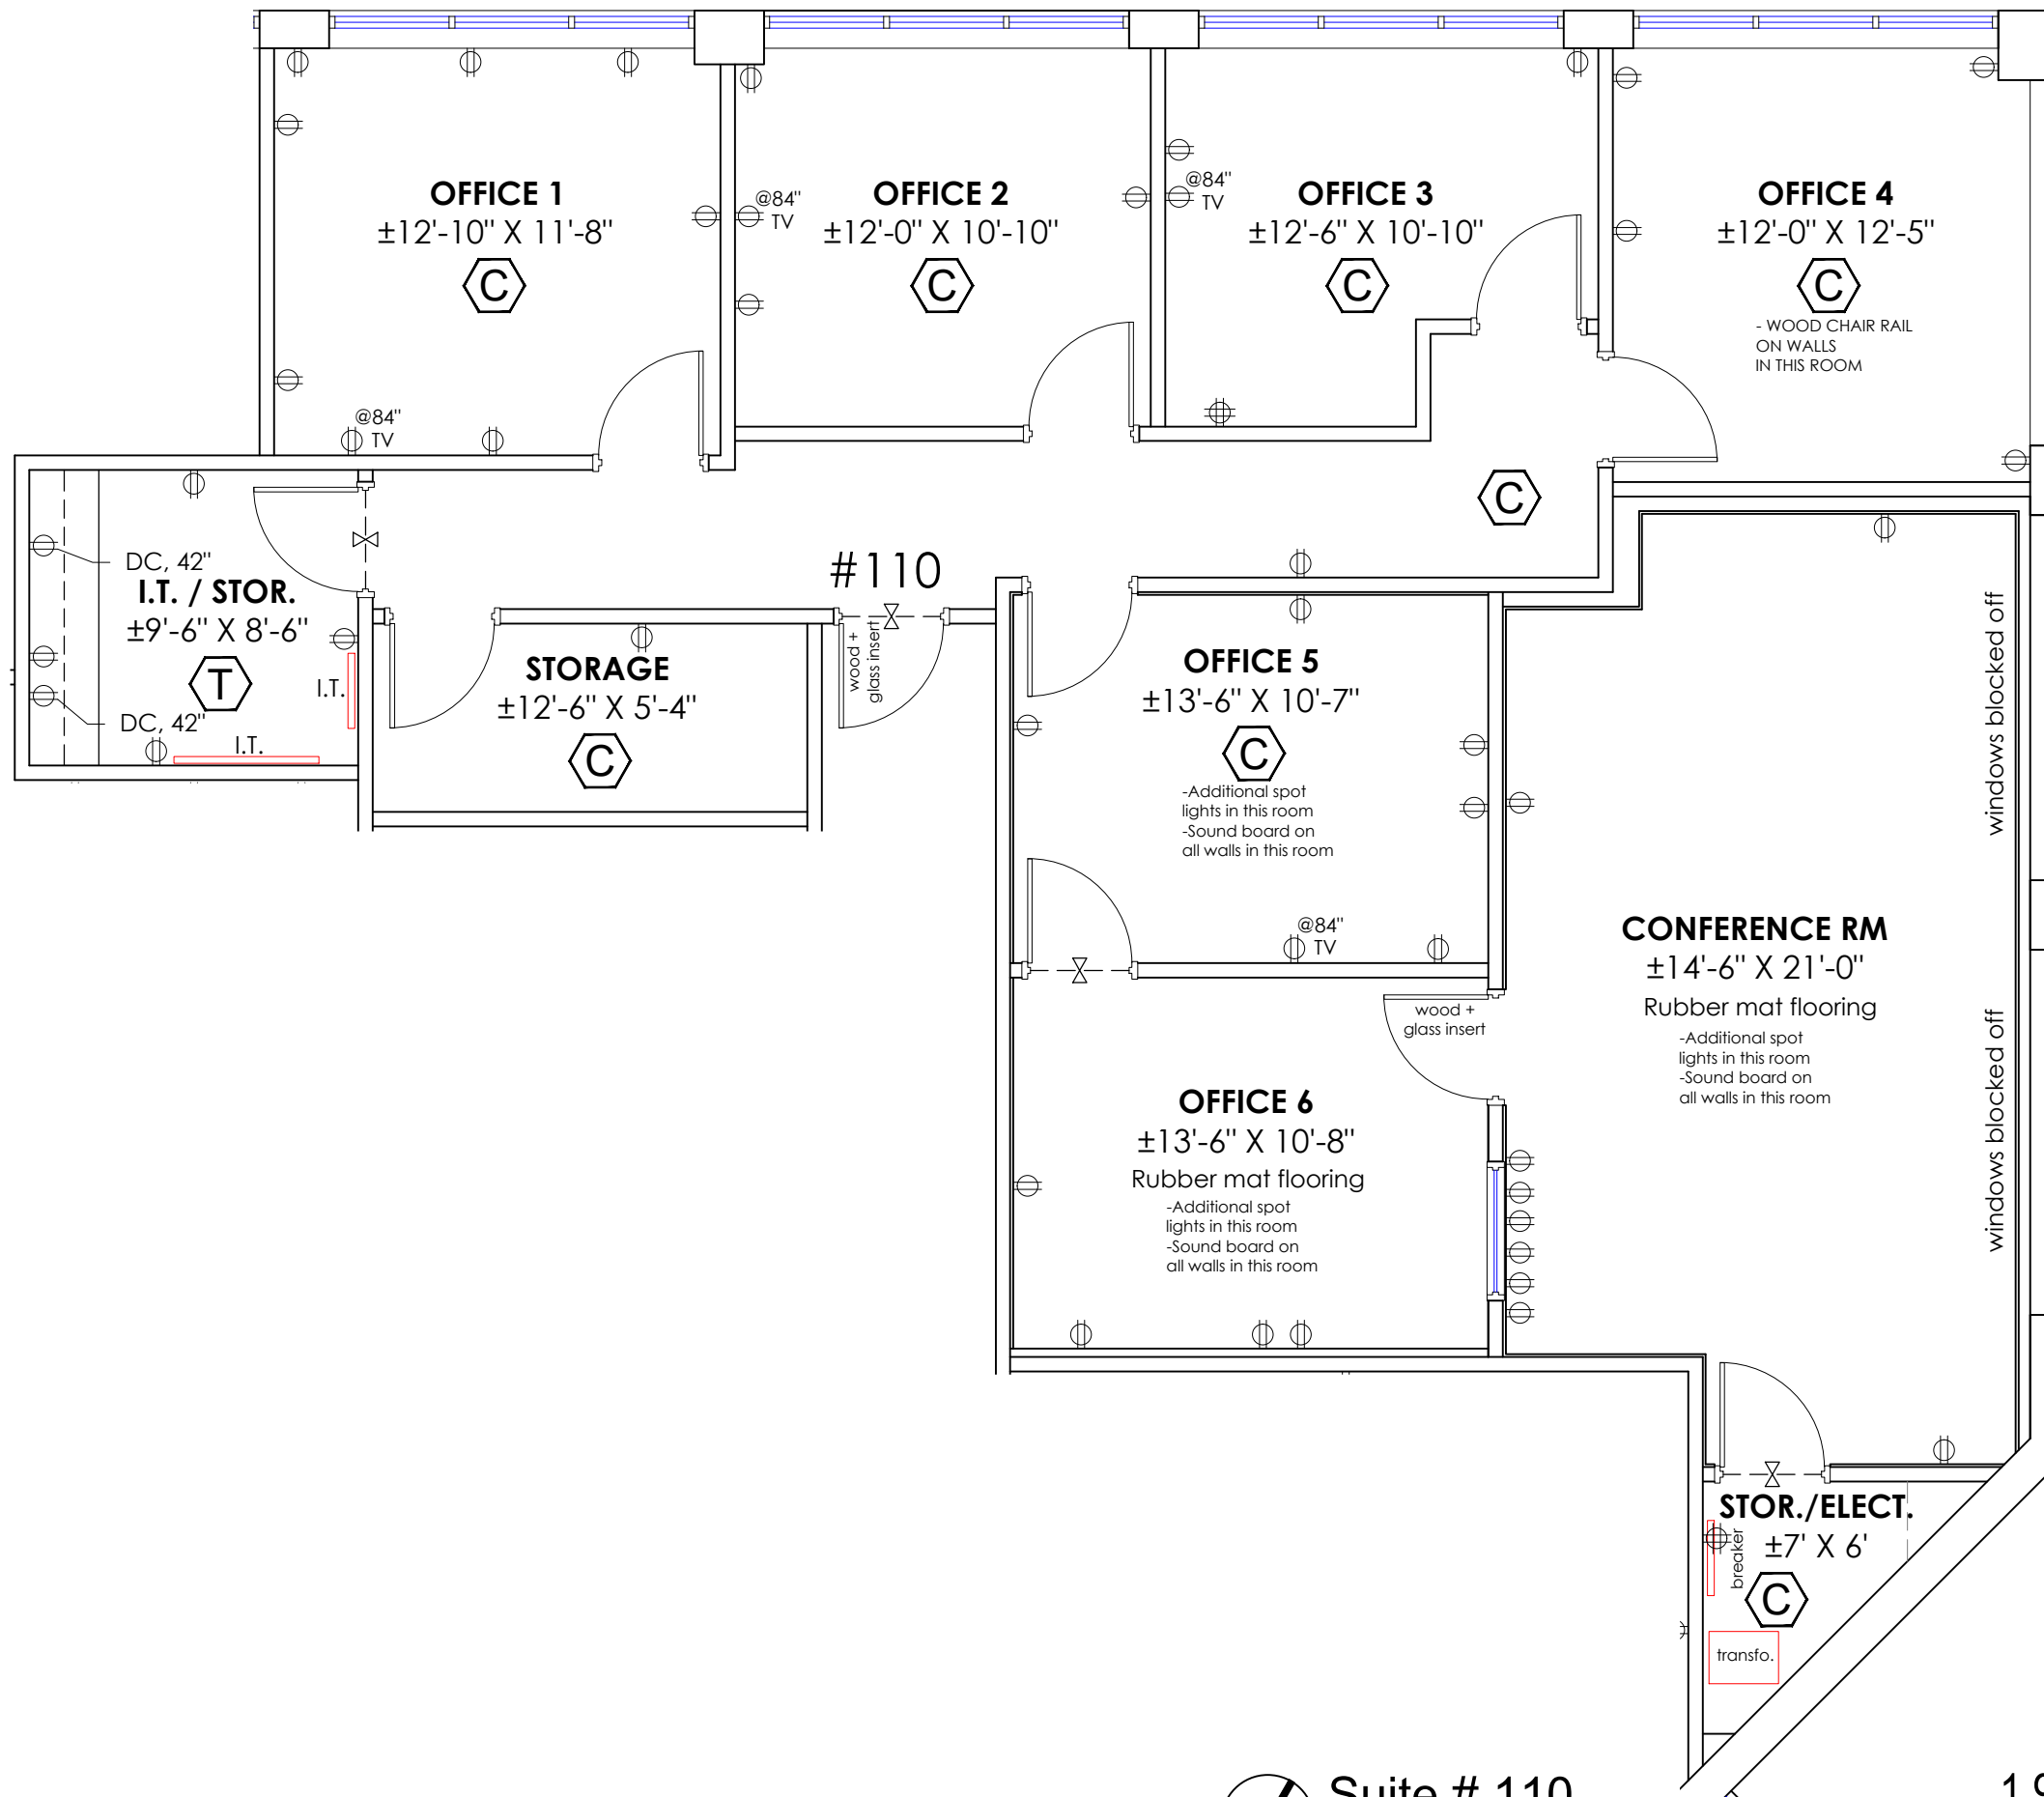 OFFICE 1
±12'-10" X 11'-8"
C
@84"
TV
OFFICE 2
±12'-0" X 10'-10"
C
@84"
TV
OFFICE 3
±12'-6" X 10'-10"
C
@84"
TV
OFFICE 4
±12'-0" X 12'-5"
C
- WOOD CHAIR RAIL
ON WALLS
IN THIS ROOM
C
DC, 42"
I.T. / STOR.
±9'-6" X 8'-6"
T
I.T.
DC, 42"
I.T.
STORAGE
±12'-6" X 5'-4"
C
#110
wood +
glass insert
OFFICE 5
±13'-6" X 10'-7"
C
-Additional spot
lights in this room
-Sound board on
all walls in this room
@84"
TV
windows blocked off
CONFERENCE RM
±14'-6" X 21'-0"
Rubber mat flooring
-Additional spot
lights in this room
-Sound board on
all walls in this room
windows blocked off
wood +
glass insert
OFFICE 6
±13'-6" X 10'-8"
Rubber mat flooring
-Additional spot
lights in this room
-Sound board on
all walls in this room
STOR./ELECT.
±7' X 6'
breaker
C
transfo.
Suite # 110